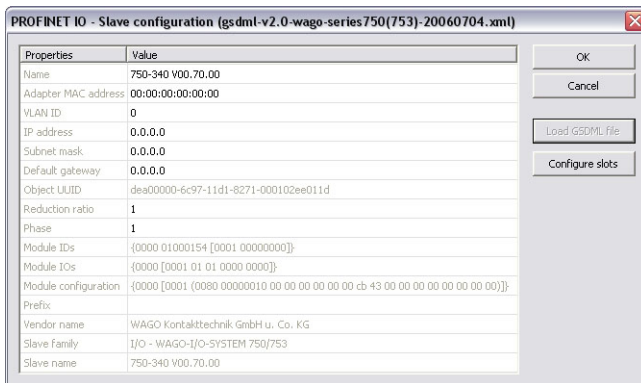 PROFINET IO - Slave configuration (gsdml-v2.0-wago-series750(753)-20060704.xml)
Properties Value
Name 750-340 V00.70.00
Adapter MAC address 00:00:00:00:00:00
VLAN ID 0
IP address 0.0.0.0
Subnet mask 0.0.0.0
Default gateway 0.0.0.0
Object UUID dea00000-6c97-11d1-8271-000102ee011d
Reduction ratio 1
Phase 1
Module IDs {0000 01000154 [0001 00000000]}
Module IOs {0000 [0001 01 01 0000 0000]}
Module configuration {0000 [0001 (0080 00000010 00 00 00 00 00 00 cb 43 00 00 00 00 00 00 00 00)]}
Prefix
Vendor name WAGO Kontakttechnik GmbH u. Co. KG
Slave family I/O - WAGO-I/O-SYSTEM 750/753
Slave name 750-340 V00.70.00
OK
Cancel
Load GSDML file
Configure slots